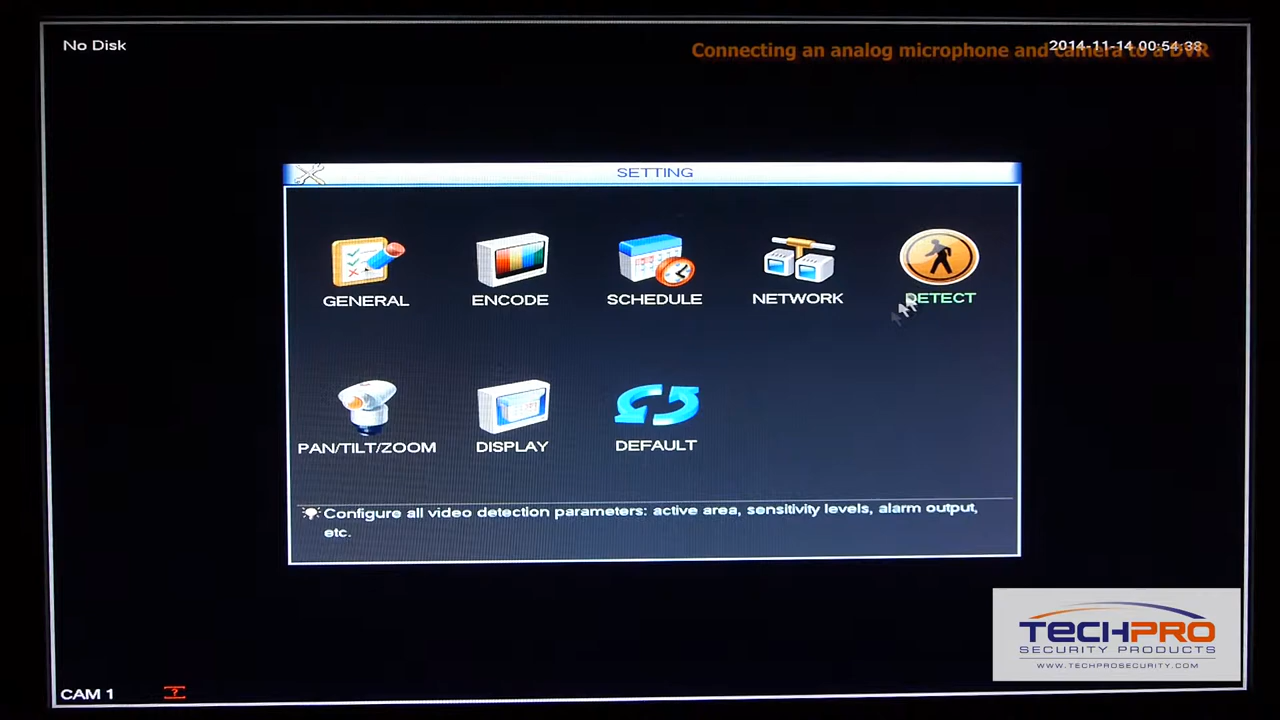 No Disk
2014-11-14 00:54:38
Connecting an analog microphone and camera to a DVR
SETTING
GENERAL
ENCODE
SCHEDULE
NETWORK
DETECT
PAN/TILT/ZOOM
DISPLAY
DEFAULT
Configure all video detection parameters: active area, sensitivity levels, alarm output,
etc.
TECHPRO
SECURITY PRODUCTS
WWW.TECHPROSECURITY.COM
CAM 1
?